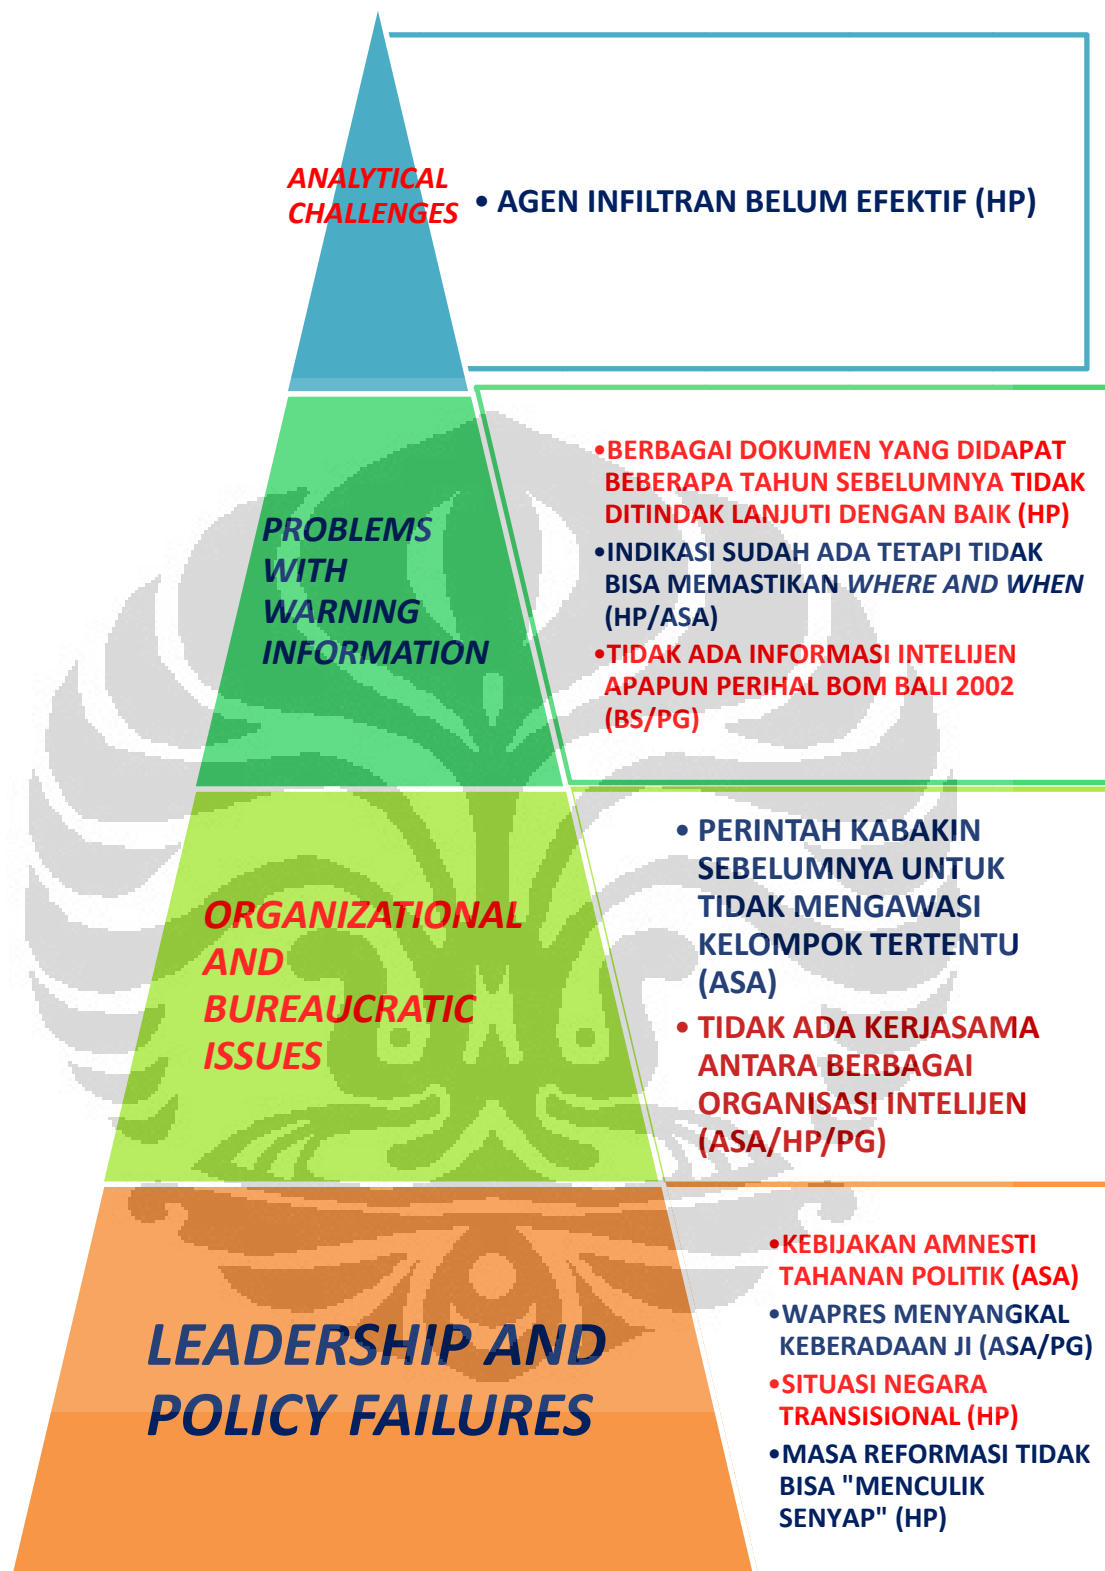 ANALYTICAL
CHALLENGES
• AGEN INFILTRAN BELUM EFEKTIF (HP)
PROBLEMS
WITH
WARNING
INFORMATION
•BERBAGAI DOKUMEN YANG DIDAPAT
BEBERAPA TAHUN SEBELUMNYA TIDAK
DITINDAK LANJUTI DENGAN BAIK (HP)
•INDIKASI SUDAH ADA TETAPI TIDAK
BISA MEMASTIKAN WHERE AND WHEN
(HP/ASA)
•TIDAK ADA INFORMASI INTELIJEN
APAPUN PERIHAL BOM BALI 2002
(BS/PG)
ORGANIZATIONAL
AND
BUREAUCRATIC
ISSUES
• PERINTAH KABAKIN
SEBELUMNYA UNTUK
TIDAK MENGAWASI
KELOMPOK TERTENTU
(ASA)
• TIDAK ADA KERJASAMA
ANTARA BERBAGAI
ORGANISASI INTELIJEN
(ASA/HP/PG)
LEADERSHIP AND
POLICY FAILURES
•KEBIJAKAN AMNESTI
TAHANAN POLITIK (ASA)
•WAPRES MENYANGKAL
KEBERADAAN JI (ASA/PG)
•SITUASI NEGARA
TRANSISIONAL (HP)
•MASA REFORMASI TIDAK
BISA "MENCULIK
SENYAP" (HP)